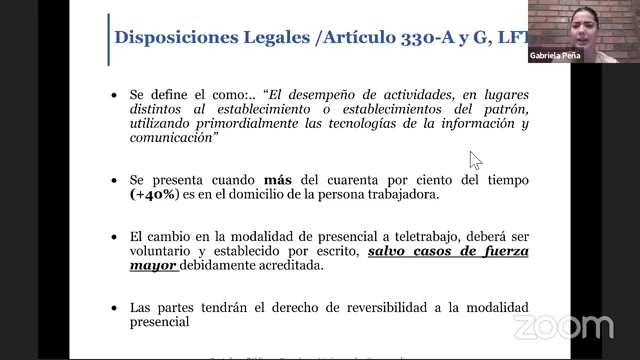 Disposiciones Legales /Artículo 330-A y G, LFT
Gabriela Peña
Se define el como:.. “El desempeño de actividades, en lugares
distintos al establecimiento o establecimientos del patrón,
utilizando primordialmente las tecnologías de la información y
comunicación”
Se presenta cuando más del cuarenta por ciento del tiempo
(+40%) es en el domicilio de la persona trabajadora.
El cambio en la modalidad de presencial a teletrabajo, deberá ser
voluntario y establecido por escrito, salvo casos de fuerza
mayor debidamente acreditada.
Las partes tendrán el derecho de reversibilidad a la modalidad
presencial
zoom